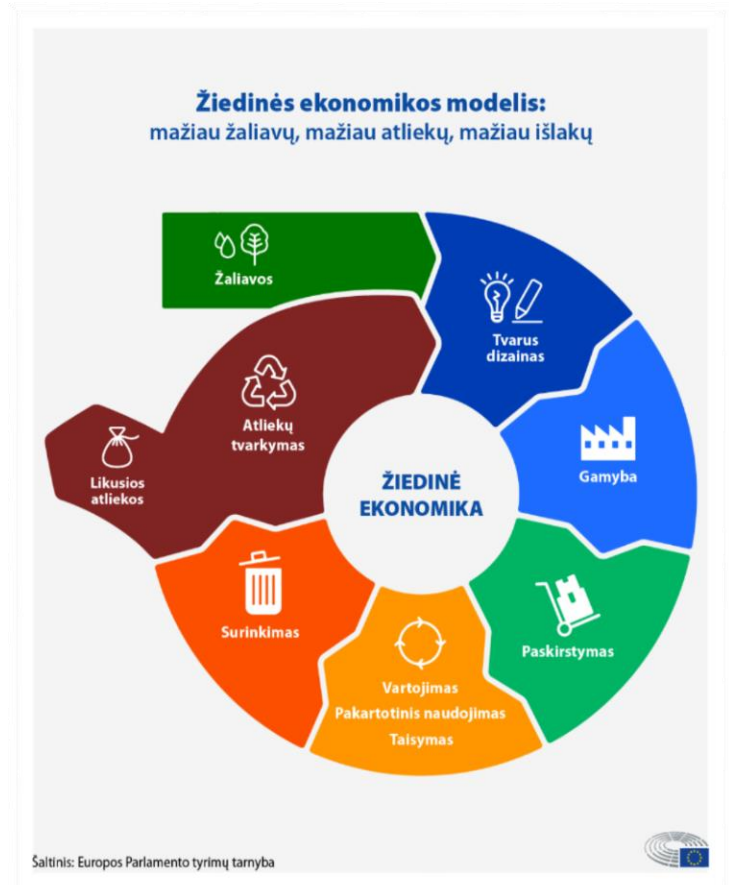 Žiedinės ekonomikos modelis:
mažiau žaliavų, mažiau atliekų, mažiau išlakų
Žaliavos
Tvarus
dizainas
Gamyba
Paskirstymas
Vartojimas
Pakartotinis naudojimas
Taisymas
Surinkimas
Atliekų
tvarkymas
Likusios
atliekos
ŽIEDINĖ
EKONOMIKA
Šaltinis: Europos Parlamento tyrimų tarnyba